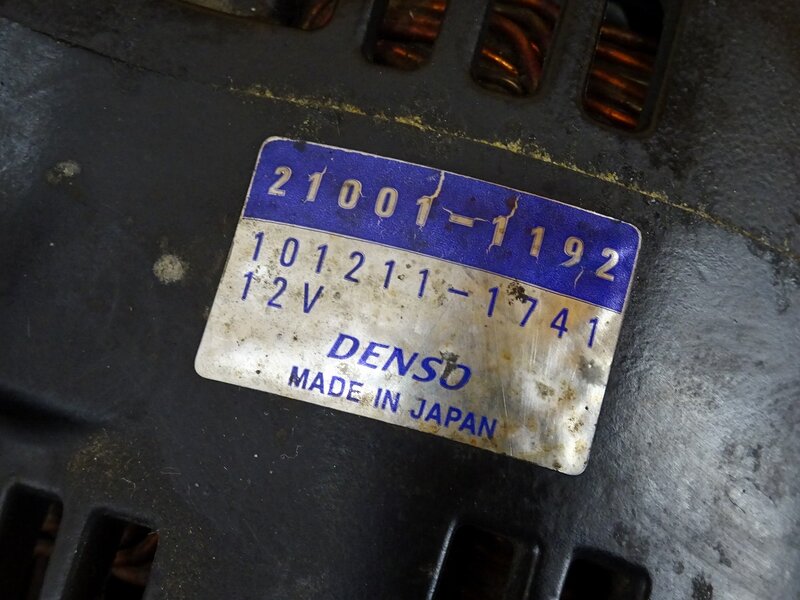 21001-1192
101211-1741
12V
DENSO
MADE IN JAPAN